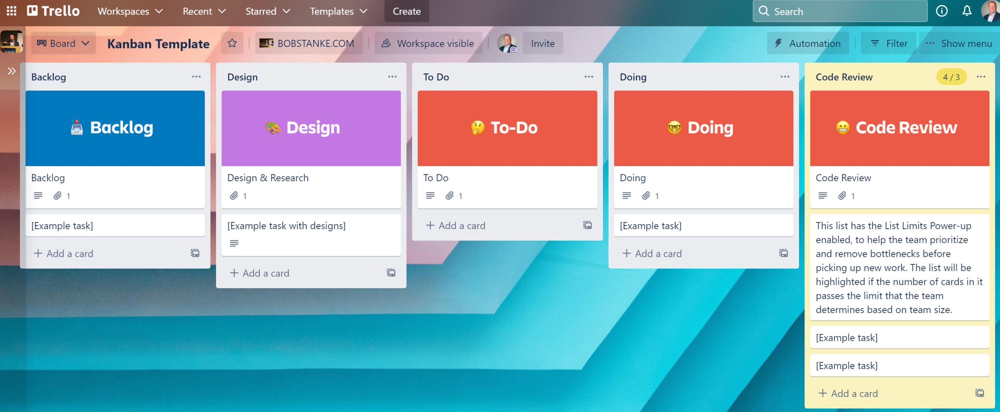 Trello Workspaces Recent Starred Templates Create Search
Board Kanban Template BOBSTANKE.COM Workspace visible Invite Automation Filter Show menu
Backlog
Backlog
Backlog
1
[Example task]
+ Add a card
Design
Design
Design & Research
1
[Example task with designs]
+ Add a card
To Do
To-Do
To Do
1
+ Add a card
Doing
Doing
Doing
1
[Example task]
+ Add a card
Code Review 4 / 3
Code Review
Code Review
1
This list has the List Limits Power-up
enabled, to help the team prioritize
and remove bottlenecks before
picking up new work. The list will be
highlighted if the number of cards in it
passes the limit that the team
determines based on team size.
[Example task]
[Example task]
+ Add a card